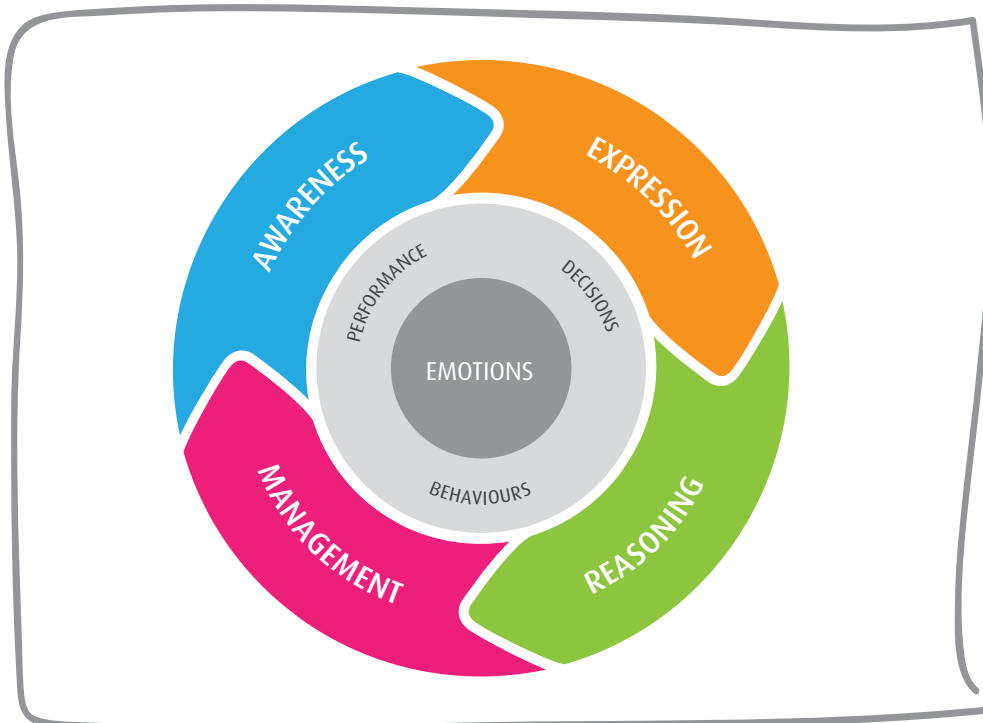 AWARENESS
EXPRESSION
PERFORMANCE
DECISIONS
EMOTIONS
BEHAVIOURS
MANAGEMENT
REASONING